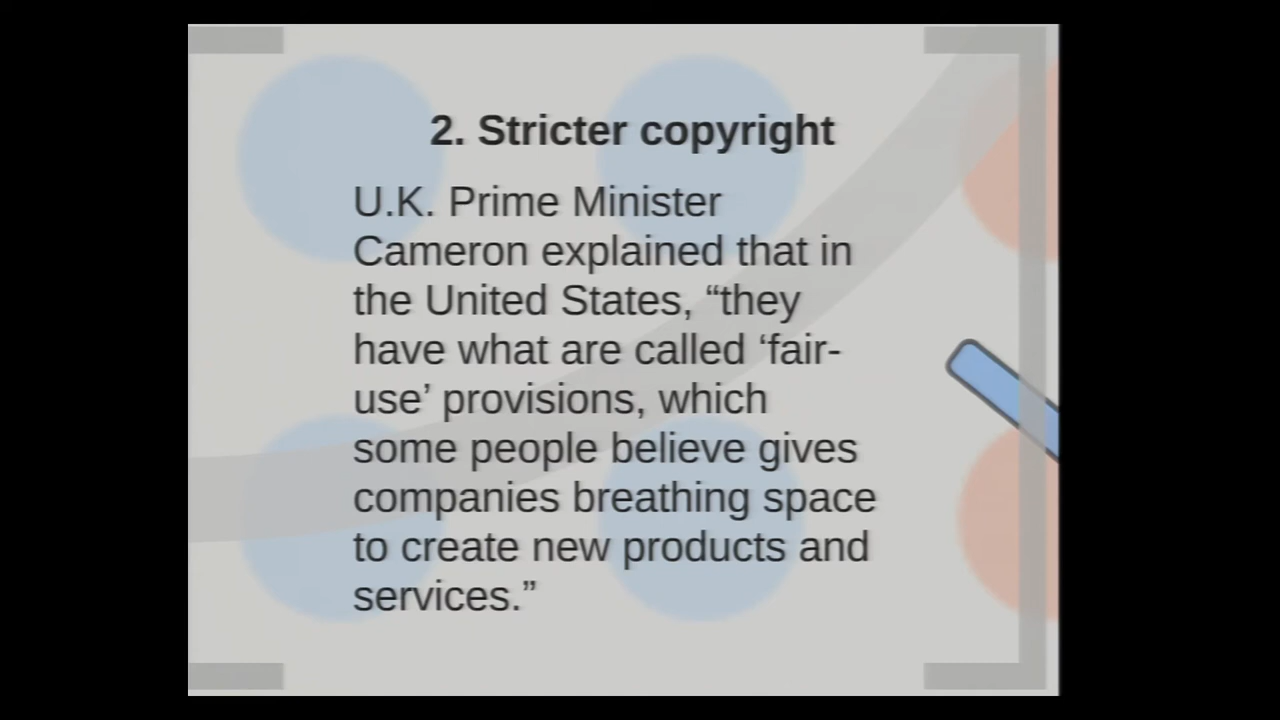 2. Stricter copyright
U.K. Prime Minister
Cameron explained that in
the United States, “they
have what are called ‘fair-
use’ provisions, which
some people believe gives
companies breathing space
to create new products and
services.”